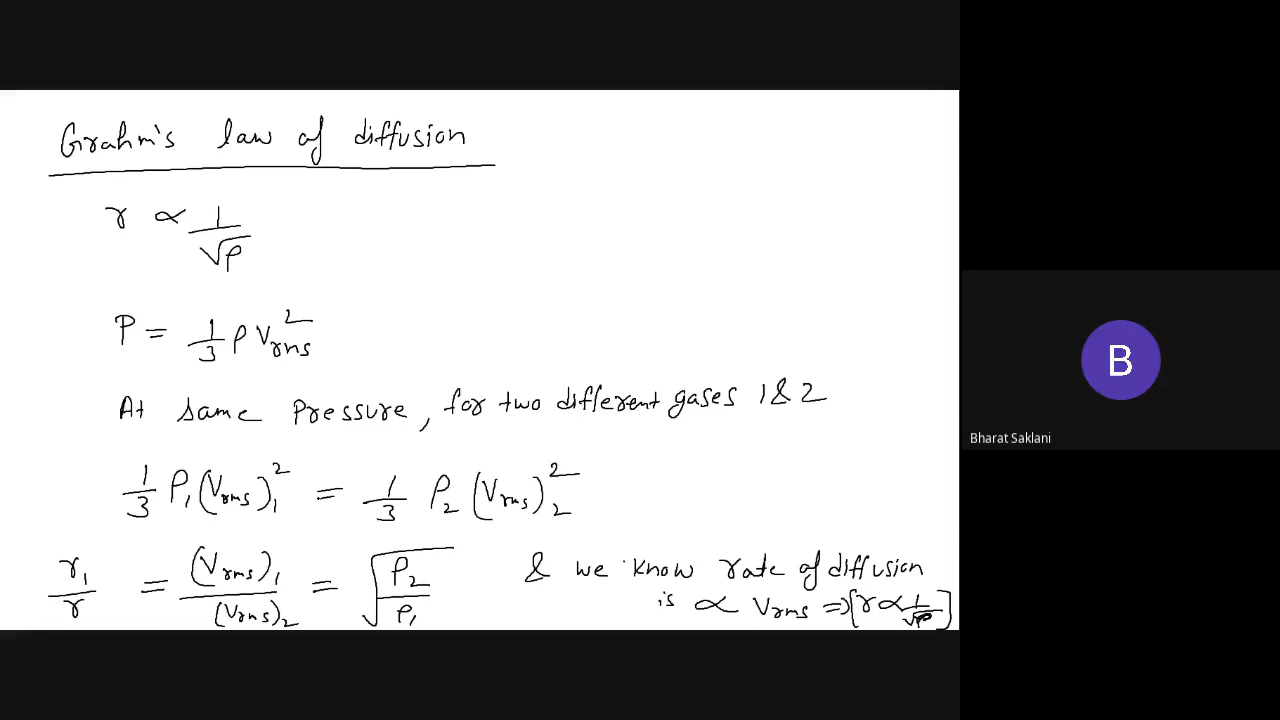 Grahm's law of diffusion
r ∝ 1/√ρ
P = 1/3 ρ V²rms
At same Pressure, for two different gases 1 & 2
1/3 ρ₁ (Vrms)₁² = 1/3 ρ₂ (Vrms)₂²
r₁/r = (Vrms)₁/(Vrms)₂ = √(ρ₂/ρ₁) & we know rate of diffusion
is ∝ Vrms ⇒ [r ∝ 1/√ρ]
B
Bharat Saklani